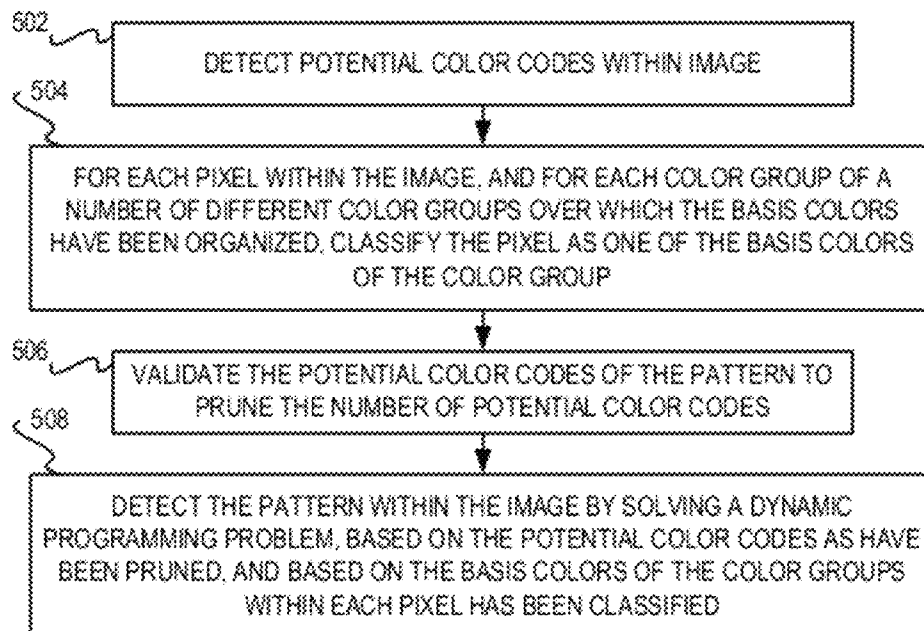 502
DETECT POTENTIAL COLOR CODES WITHIN IMAGE
504
FOR EACH PIXEL WITHIN THE IMAGE, AND FOR EACH COLOR GROUP OF A
NUMBER OF DIFFERENT COLOR GROUPS OVER WHICH THE BASIS COLORS
HAVE BEEN ORGANIZED, CLASSIFY THE PIXEL AS ONE OF THE BASIS COLORS
OF THE COLOR GROUP
506
VALIDATE THE POTENTIAL COLOR CODES OF THE PATTERN TO
PRUNE THE NUMBER OF POTENTIAL COLOR CODES
508
DETECT THE PATTERN WITHIN THE IMAGE BY SOLVING A DYNAMIC
PROGRAMMING PROBLEM, BASED ON THE POTENTIAL COLOR CODES AS HAVE
BEEN PRUNED, AND BASED ON THE BASIS COLORS OF THE COLOR GROUPS
WITHIN EACH PIXEL HAS BEEN CLASSIFIED